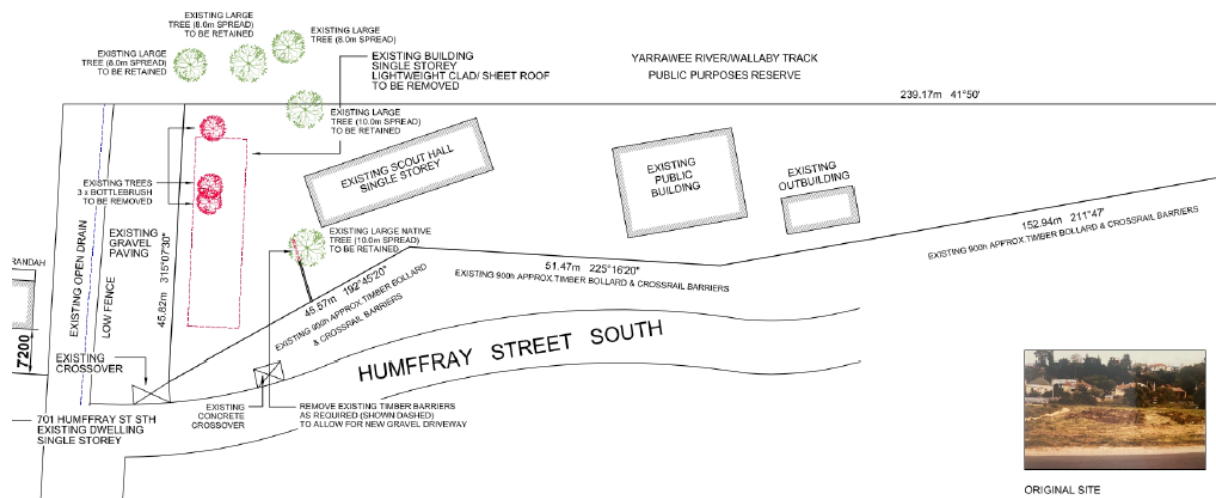 EXISTING LARGE
TREE (8.0m SPREAD)
TO BE RETAINED
EXISTING LARGE
TREE (8.0m SPREAD)
EXISTING LARGE
TREE (8.0m SPREAD)
TO BE RETAINED
EXISTING BUILDING
SINGLE STOREY
LIGHTWEIGHT CLAD/ SHEET ROOF
TO BE REMOVED
YARRAWEE RIVER/WALLABY TRACK
PUBLIC PURPOSES RESERVE
239.17m 41°50'
EXISTING LARGE
TREE (10.0m SPREAD)
TO BE RETAINED
EXISTING SCOUT HALL
SINGLE STOREY
EXISTING
PUBLIC
BUILDING
EXISTING
OUTBUILDING
EXISTING TREES
3 x BOTTLEBRUSH
TO BE REMOVED
EXISTING
GRAVEL
PAVING
EXISTING OPEN DRAIN
LOW FENCE
45.82m 315°07'30"
EXISTING LARGE NATIVE
TREE (10.0m SPREAD)
TO BE RETAINED
152.94m 211°47'
EXISTING 900h APPROX.TIMBER BOLLARD & CROSSRAIL BARRIERS
51.47m 225°16'20"
EXISTING 900h APPROX.TIMBER BOLLARD & CROSSRAIL BARRIERS
45.57m 192°45'20"
EXISTING 900h APPROX.TIMBER BOLLARD
& CROSSRAIL BARRIERS
RANDAH
7200
EXISTING
CROSSOVER
HUMFFRAY STREET SOUTH
701 HUMFFRAY ST STH
EXISTING DWELLING
SINGLE STOREY
EXISTING
CONCRETE
CROSSOVER
REMOVE EXISTING TIMBER BARRIERS
AS REQUIRED (SHOWN DASHED)
TO ALLOW FOR NEW GRAVEL DRIVEWAY
ORIGINAL SITE